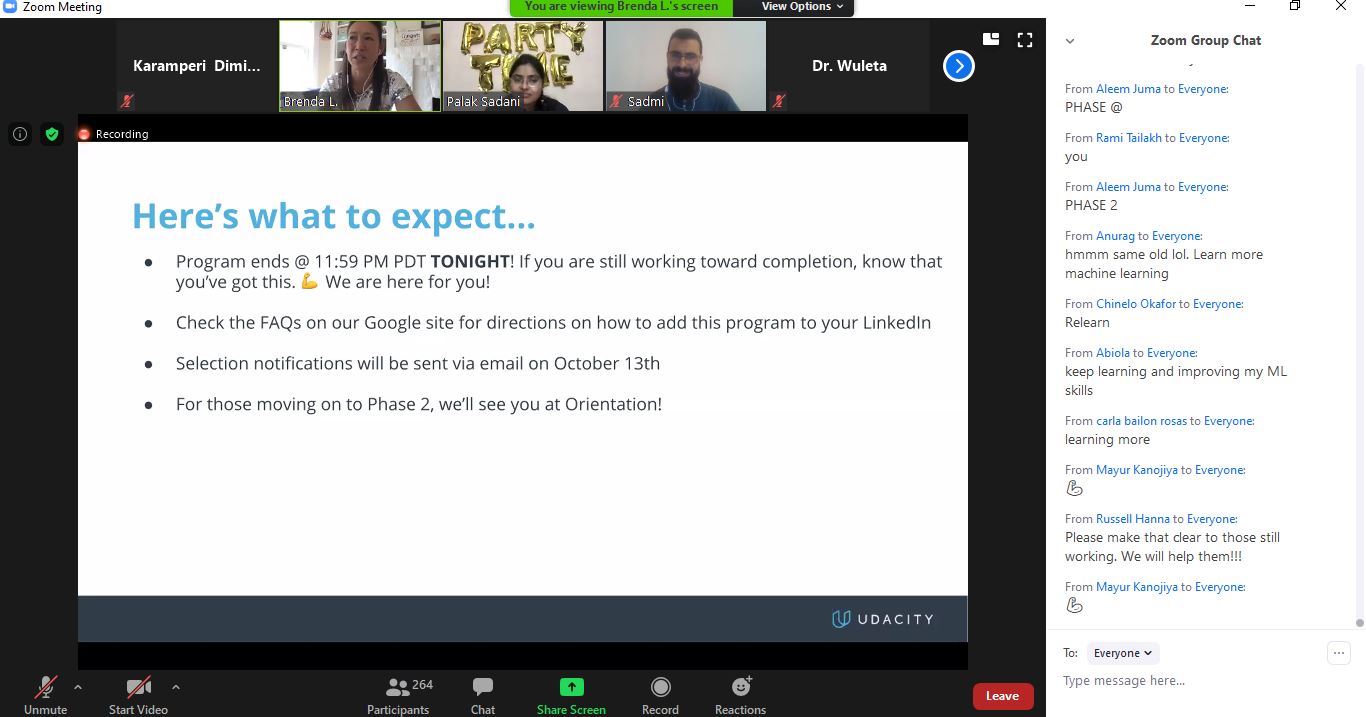 Zoom Meeting
You are viewing Brenda L.'s screen
View Options
Karamperi Dimi...
Brenda L.
PARTY
TIME
Palak Sadani
Sadmi
Dr. Wuleta
Recording
Here's what to expect...
● Program ends @ 11:59 PM PDT TONIGHT! If you are still working toward completion, know that
you've got this. 💪 We are here for you!
● Check the FAQs on our Google site for directions on how to add this program to your LinkedIn
● Selection notifications will be sent via email on October 13th
● For those moving on to Phase 2, we'll see you at Orientation!
UDACITY
Unmute
Start Video
264
Participants
Chat
Share Screen
Record
Reactions
Leave
Zoom Group Chat
From Aleem Juma to Everyone:
PHASE @
From Rami Tailakh to Everyone:
you
From Aleem Juma to Everyone:
PHASE 2
From Anurag to Everyone:
hmmm same old lol. Learn more
machine learning
From Chinelo Okafor to Everyone:
Relearn
From Abiola to Everyone:
keep learning and improving my ML
skills
From carla bailon rosas to Everyone:
learning more
From Mayur Kanojiya to Everyone:
💪
From Russell Hanna to Everyone:
Please make that clear to those still
working. We will help them!!!
From Mayur Kanojiya to Everyone:
💪
To: Everyone
...
Type message here...